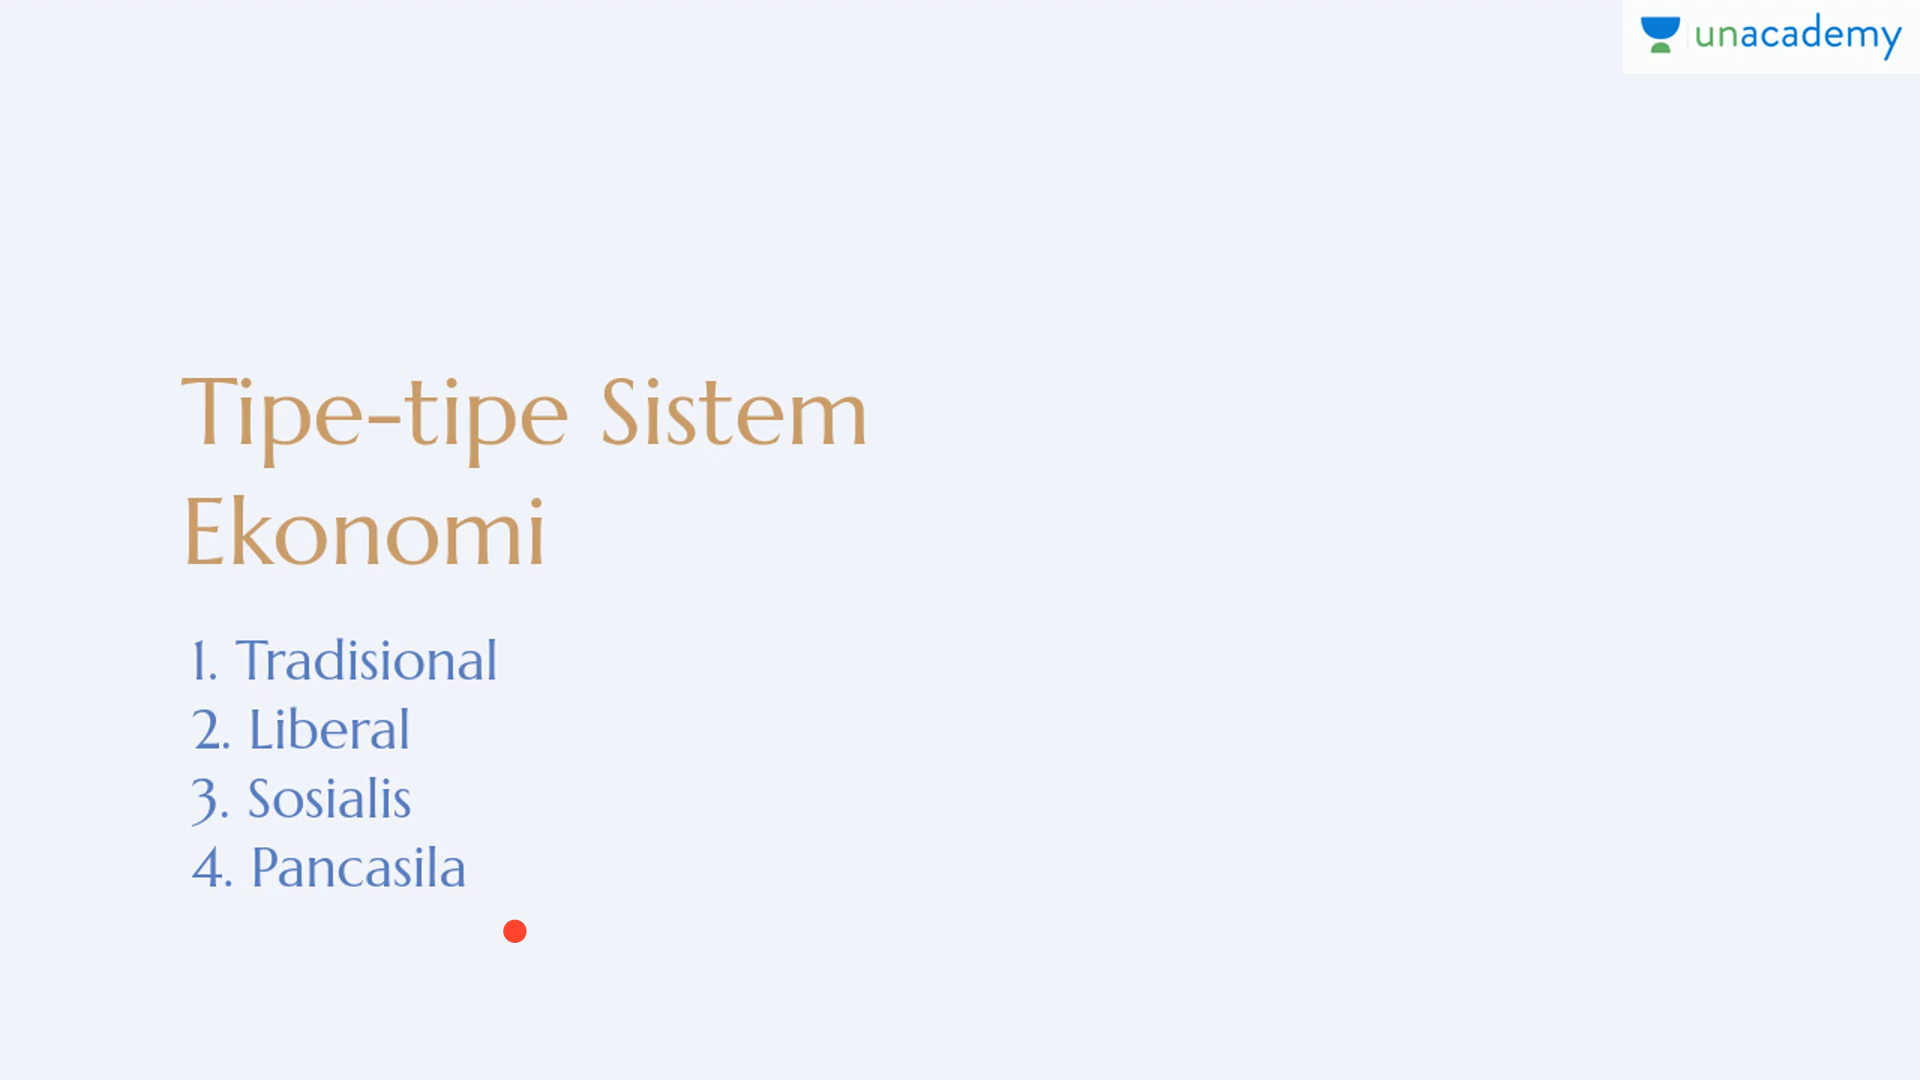 unacademy
Tipe-tipe Sistem
Ekonomi
1. Tradisional
2. Liberal
3. Sosialis
4. Pancasila